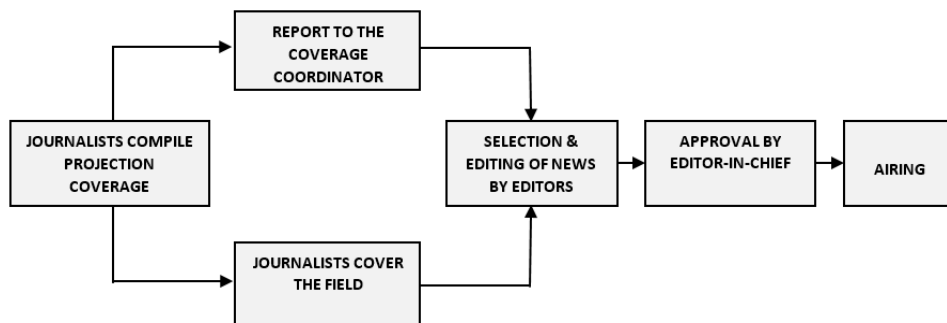 REPORT TO THE
COVERAGE
COORDINATOR
JOURNALISTS COMPILE
PROJECTION
COVERAGE
SELECTION &
EDITING OF NEWS
BY EDITORS
APPROVAL BY
EDITOR-IN-CHIEF
AIRING
JOURNALISTS COVER
THE FIELD